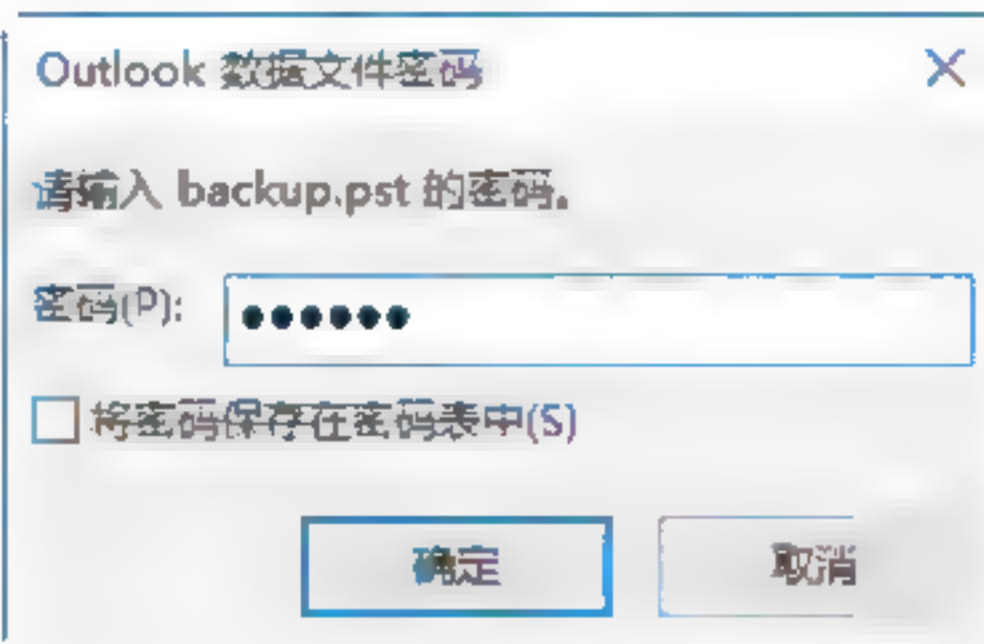 Outlook 数据文件密码
请输入 backup.pst 的密码。
密码(P): ●●●●●●
将密码保存在密码表中(S)
确定 取消